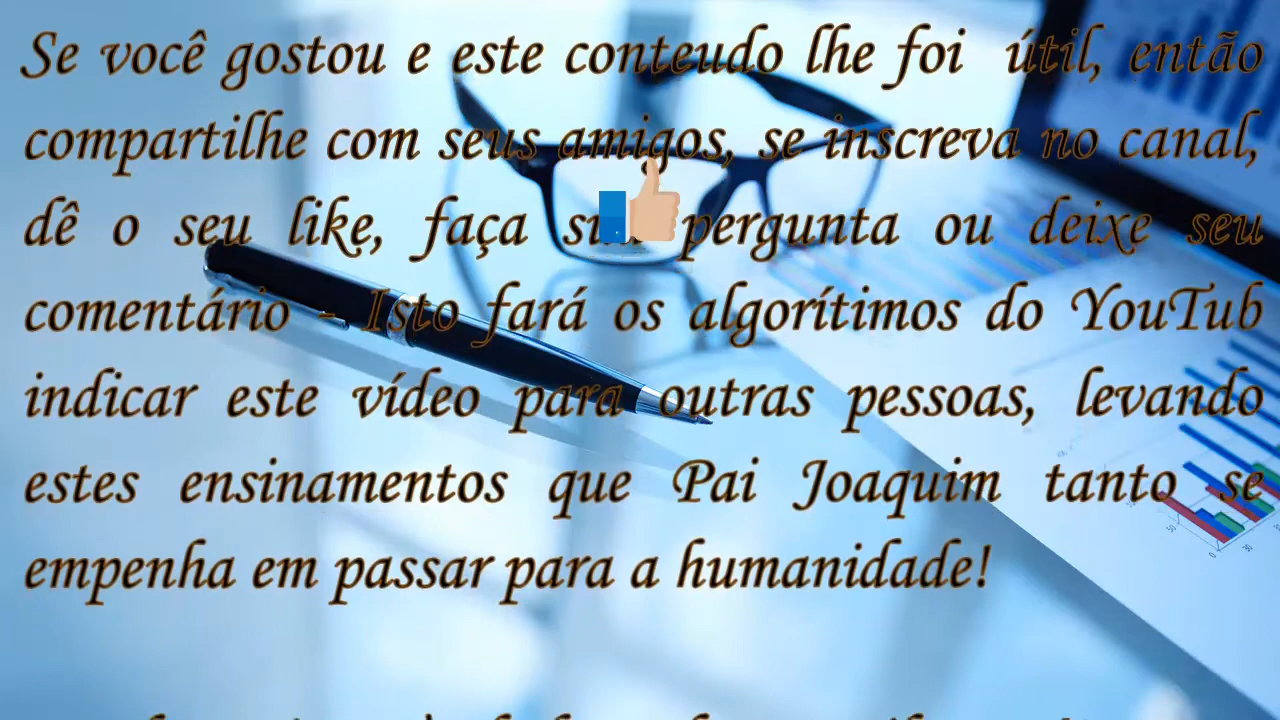 Se você gostou e este conteudo lhe foi útil, então
compartilhe com seus amigos, se inscreva no canal,
dê o seu like, faça sua pergunta ou deixe seu
comentário - Isto fará os algorítimos do YouTub
indicar este vídeo para outras pessoas, levando
estes ensinamentos que Pai Joaquim tanto se
empenha em passar para a humanidade!